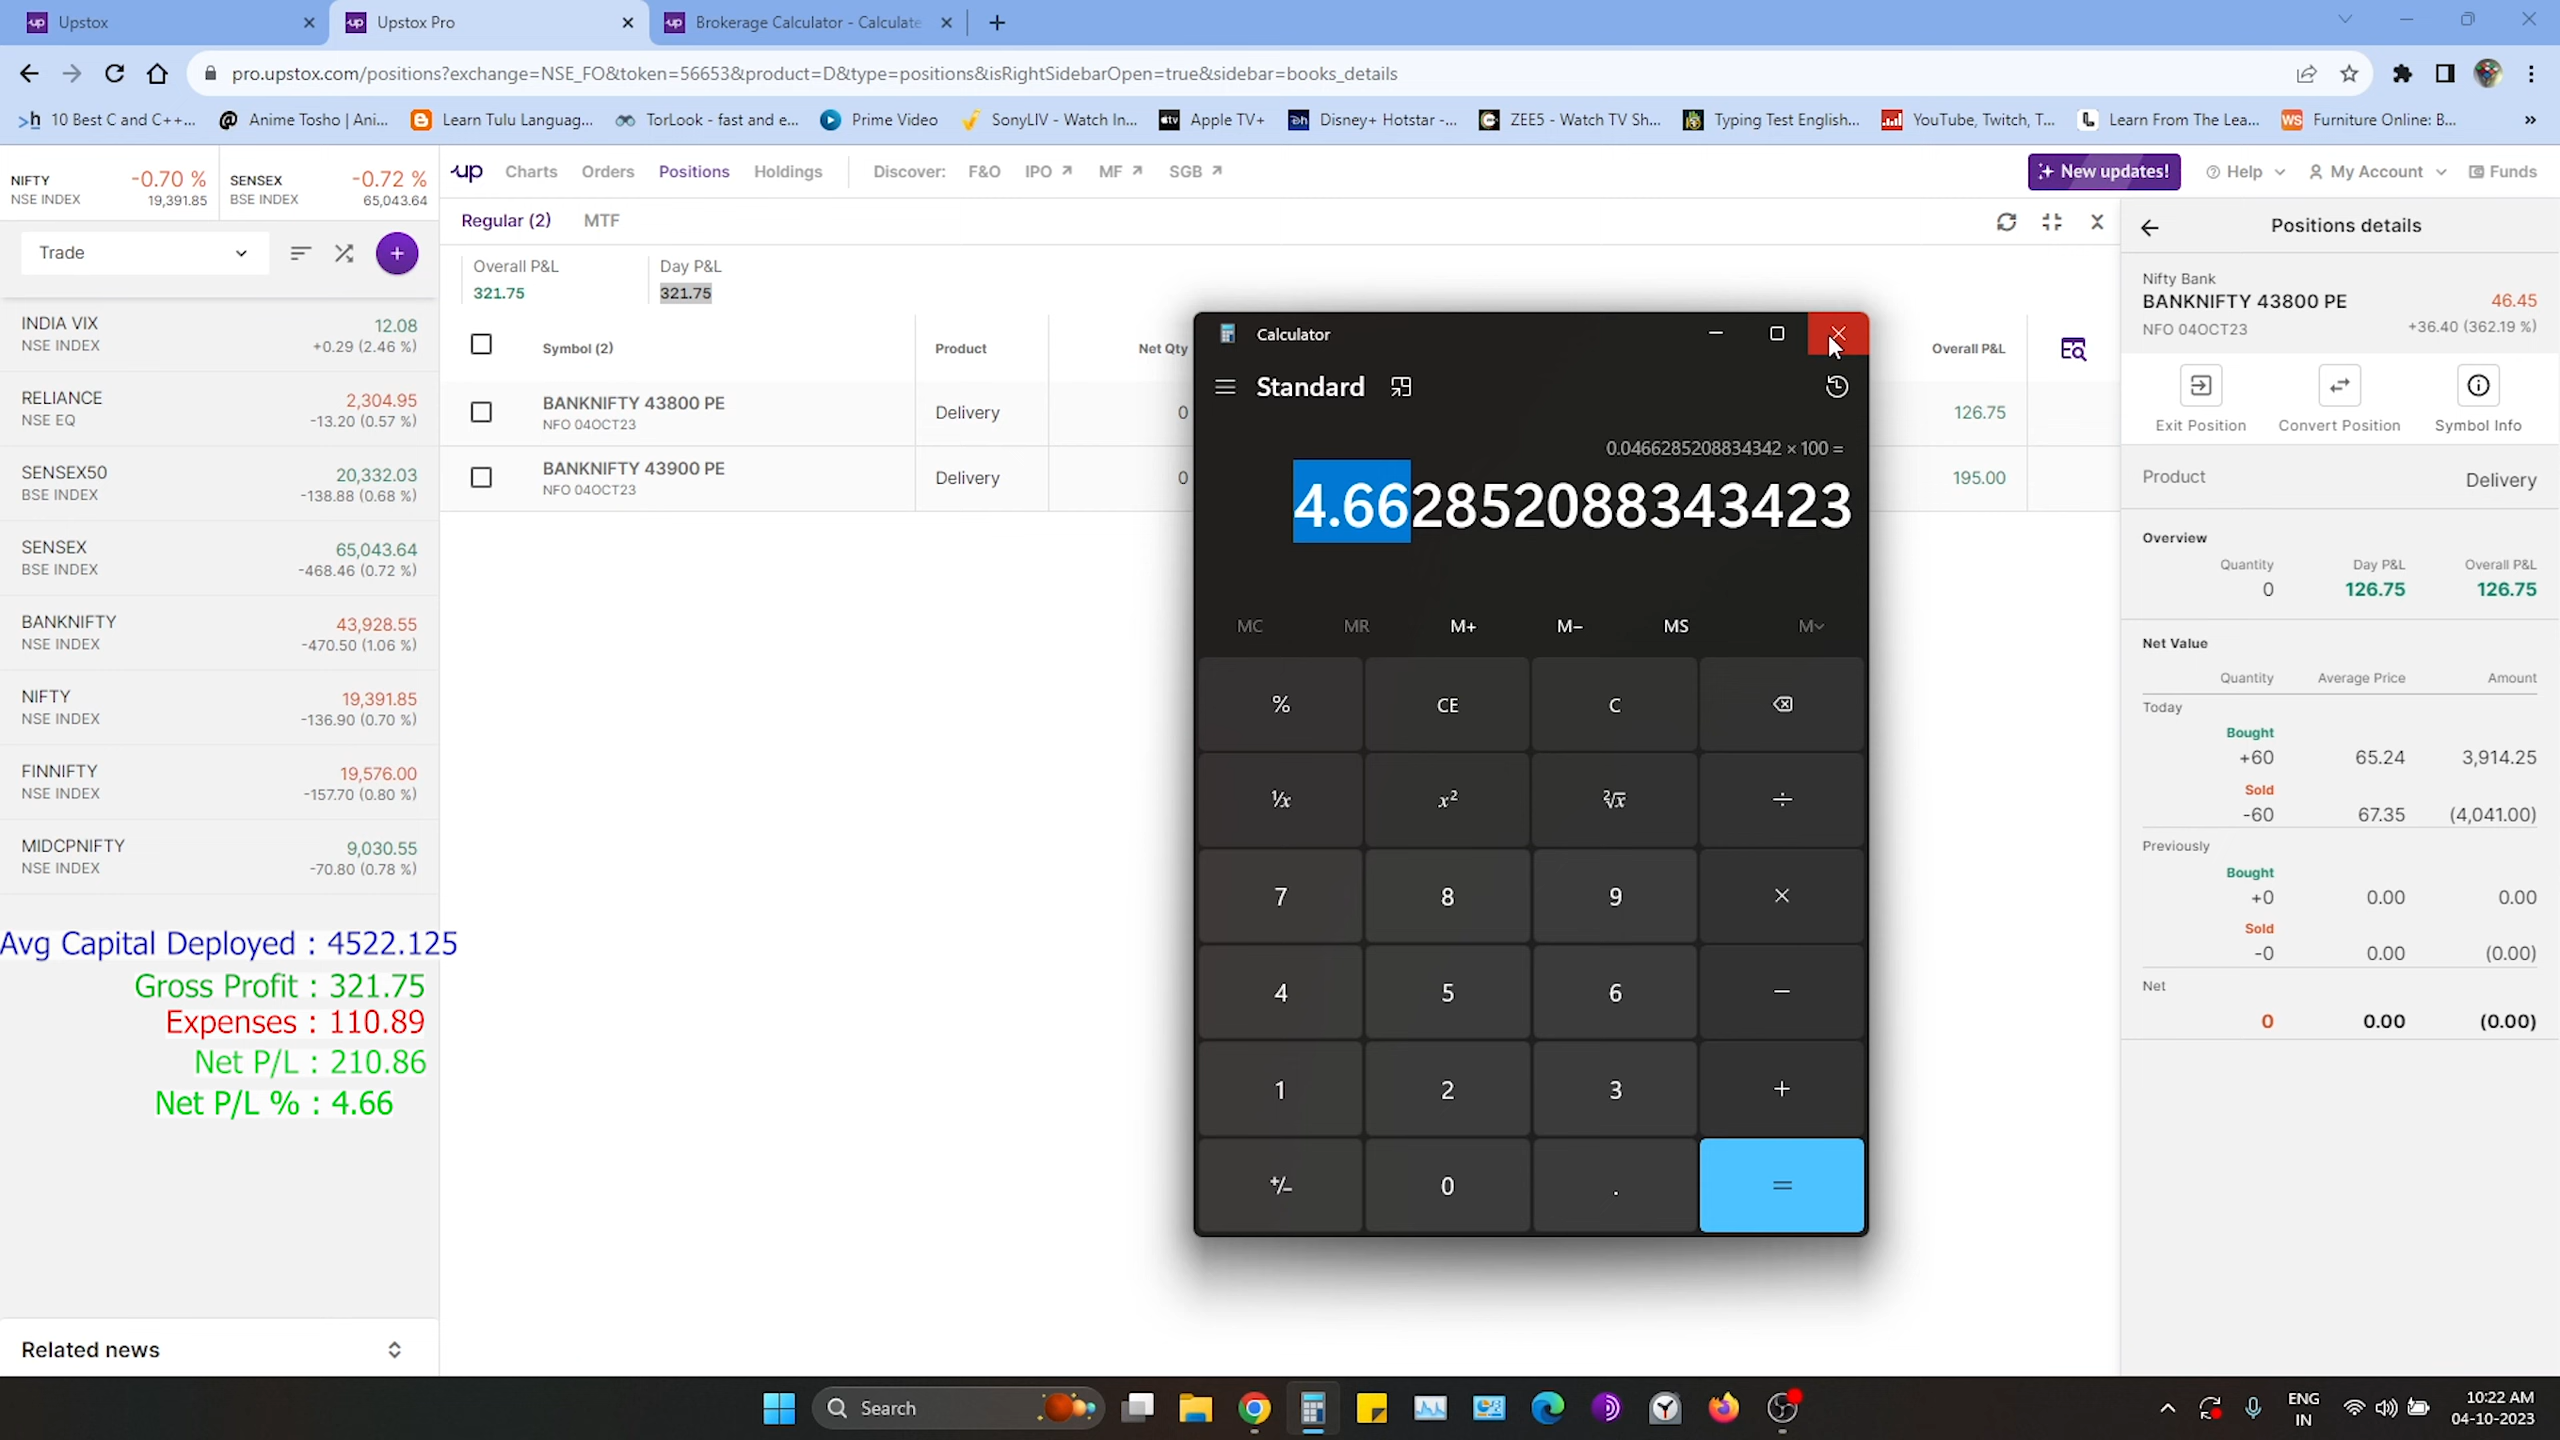 Upstox
Upstox Pro
Brokerage Calculator - Calculate
pro.upstox.com/positions?exchange=NSE_FO&token=56653&product=D&type=positions&isRightSidebarOpen=true&sidebar=books_details
10 Best C and C++...
Anime Tosho | Ani...
Learn Tulu Languag...
TorLook - fast and e...
Prime Video
SonyLIV - Watch In...
Apple TV+
Disney+ Hotstar -...
ZEE5 - Watch TV Sh...
Typing Test English...
YouTube, Twitch, T...
Learn From The Lea...
Furniture Online: B...
NIFTY -0.70 %
NSE INDEX 19,391.85
SENSEX -0.72 %
BSE INDEX 65,043.64
up Charts Orders Positions Holdings Discover: F&O IPO MF SGB
New updates! Help My Account Funds
Trade
INDIA VIX 12.08
NSE INDEX +0.29 (2.46 %)
RELIANCE 2,304.95
NSE EQ -13.20 (0.57 %)
SENSEX50 20,332.03
BSE INDEX -138.88 (0.68 %)
SENSEX 65,043.64
BSE INDEX -468.46 (0.72 %)
BANKNIFTY 43,928.55
NSE INDEX -470.50 (1.06 %)
NIFTY 19,391.85
NSE INDEX -136.90 (0.70 %)
FINNIFTY 19,576.00
NSE INDEX -157.70 (0.80 %)
MIDCPNIFTY 9,030.55
NSE INDEX -70.80 (0.78 %)
Avg Capital Deployed : 4522.125
Gross Profit : 321.75
Expenses : 110.89
Net P/L : 210.86
Net P/L % : 4.66
Related news
Regular (2) MTF
Overall P&L Day P&L
321.75 321.75
Symbol (2) Product Net Qty Overall P&L
BANKNIFTY 43800 PE Delivery 0 126.75
NFO 04OCT23
BANKNIFTY 43900 PE Delivery 0 195.00
NFO 04OCT23
Calculator
Standard
0.0466285208834342 × 100 =
4.662852088343423
MC MR M+ M- MS M
% CE C
¹/x x² ²√x ÷
7 8 9 ×
4 5 6 −
1 2 3 +
+/− 0 . =
Positions details
Nifty Bank
BANKNIFTY 43800 PE 46.45
NFO 04OCT23 +36.40 (362.19 %)
Exit Position Convert Position Symbol Info
Product Delivery
Overview
Quantity Day P&L Overall P&L
0 126.75 126.75
Net Value
Quantity Average Price Amount
Today
Bought
+60 65.24 3,914.25
Sold
-60 67.35 (4,041.00)
Previously
Bought
+0 0.00 0.00
Sold
-0 0.00 (0.00)
Net
0 0.00 (0.00)
Search
ENG
IN
10:22 AM
04-10-2023